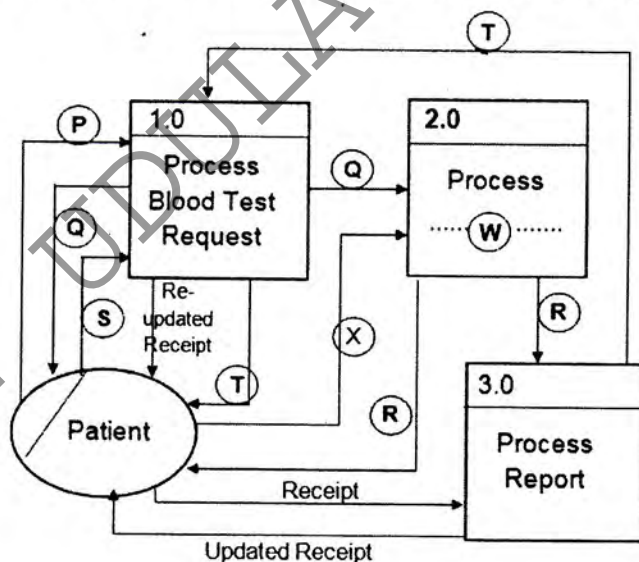 T
1.0
Process
Blood Test
Request
2.0
Process
W
P
Q
Q
S
Re-
updated
Receipt
T
X
R
R
3.0
Process
Report
Patient
Receipt
Updated Receipt
UDULA